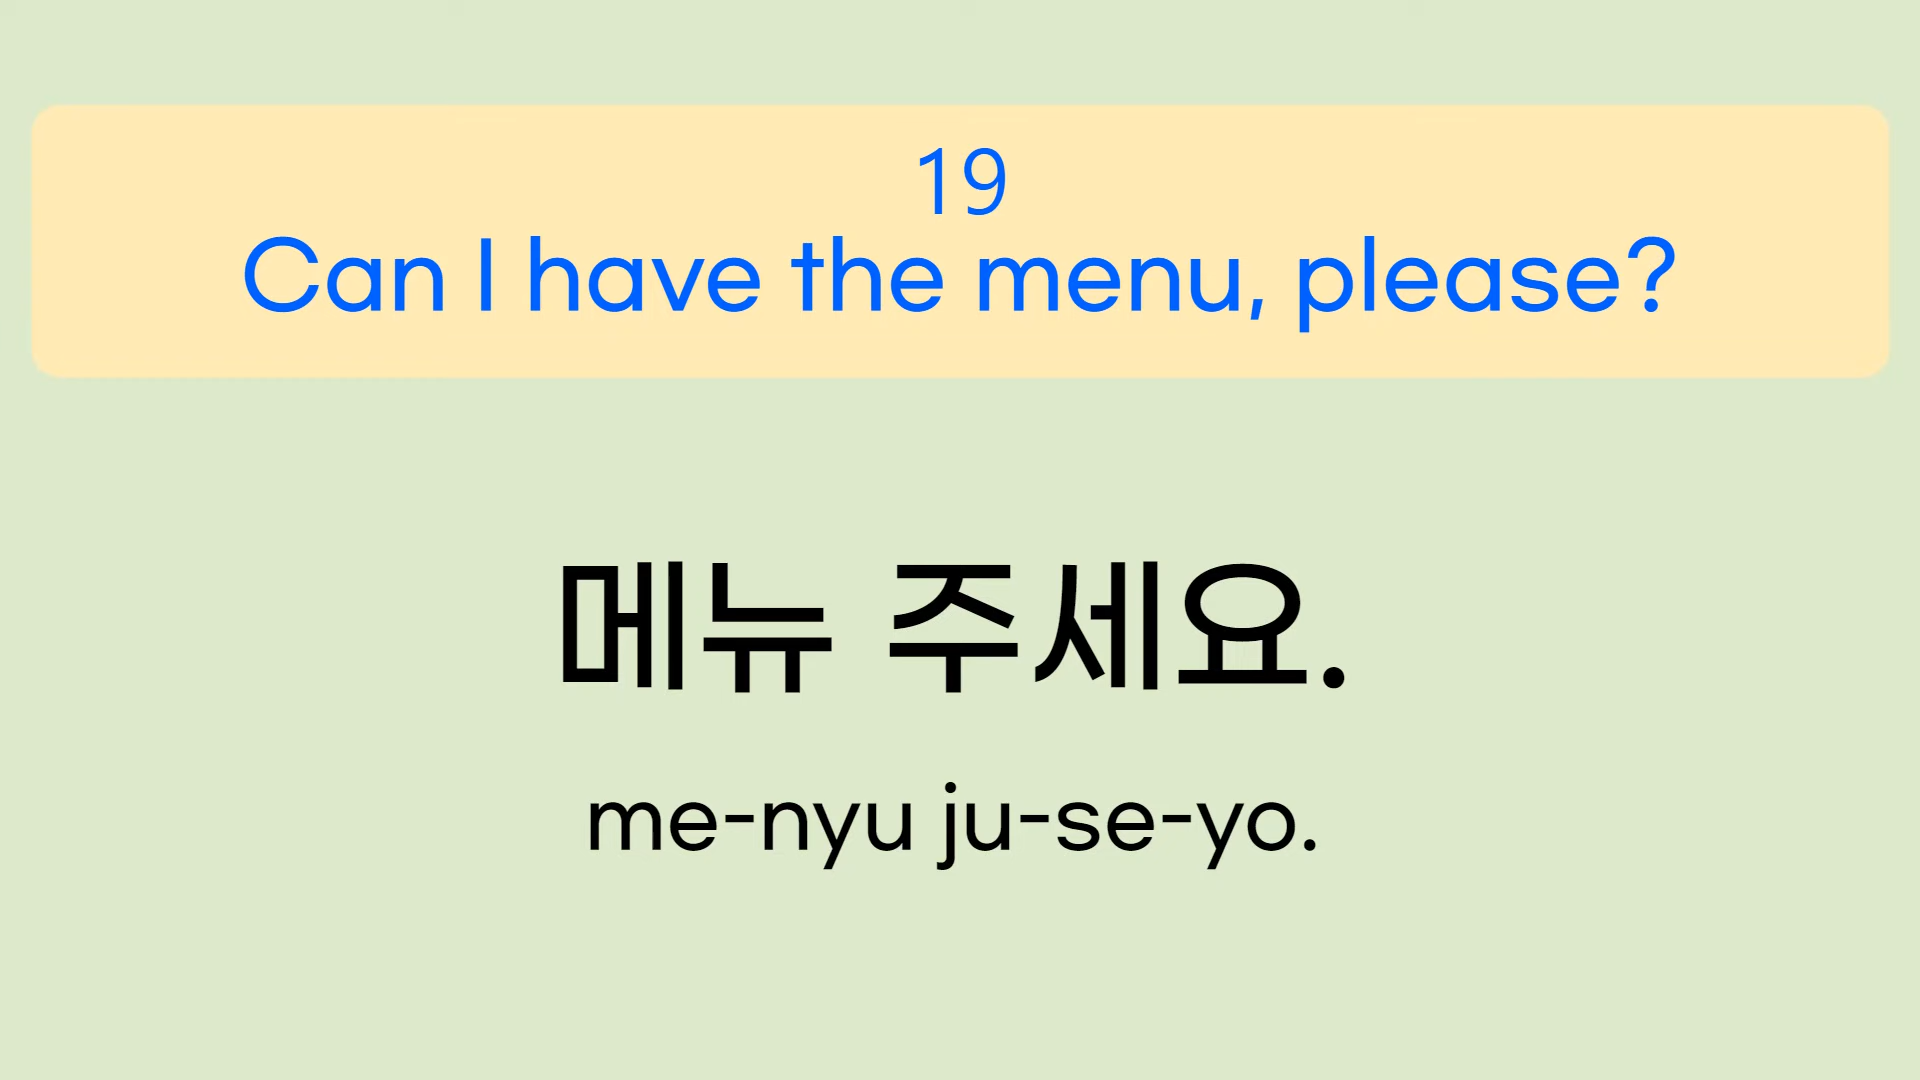 19
Can I have the menu, please?
메뉴 주세요.
me-nyu ju-se-yo.